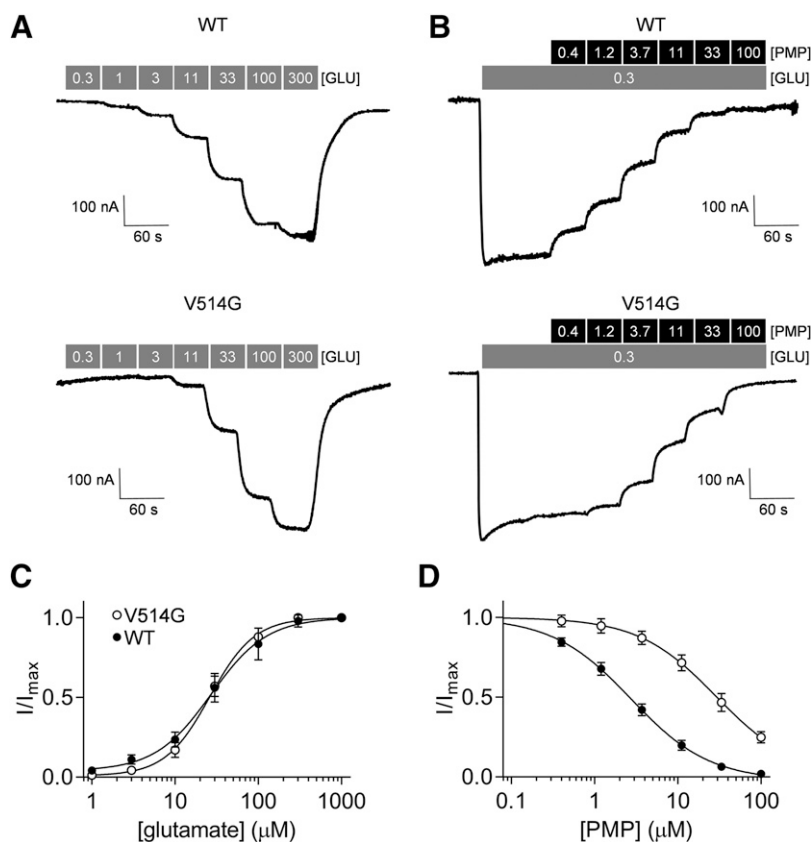 A
WT
0.3 1 3 11 33 100 300 [GLU]
100 nA
60 s
V514G
0.3 1 3 11 33 100 300 [GLU]
100 nA
60 s
B
WT
0.4 1.2 3.7 11 33 100 [PMP]
0.3 [GLU]
100 nA
60 s
V514G
0.4 1.2 3.7 11 33 100 [PMP]
0.3 [GLU]
100 nA
60 s
C
V514G
WT
I/Imax
1.0
0.5
0.0
1 10 100 1000
[glutamate] (μM)
D
I/Imax
1.0
0.5
0.0
0.1 1 10 100
[PMP] (μM)